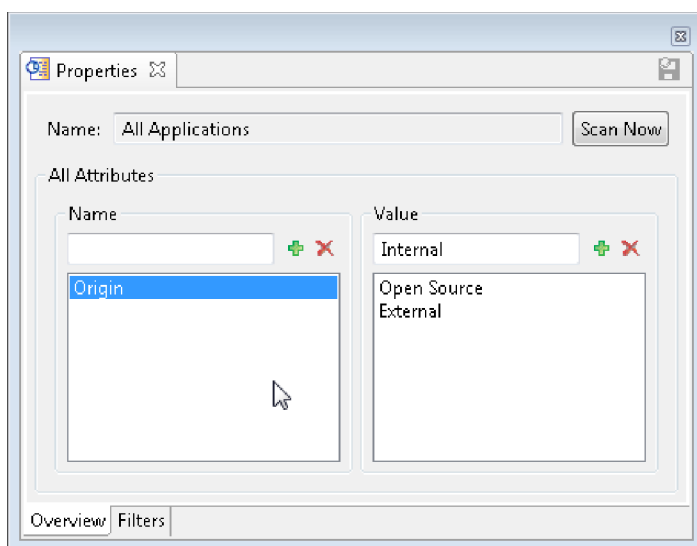 Properties
Name: All Applications Scan Now
All Attributes
Name Value
Internal
Origin Open Source
External
Overview Filters